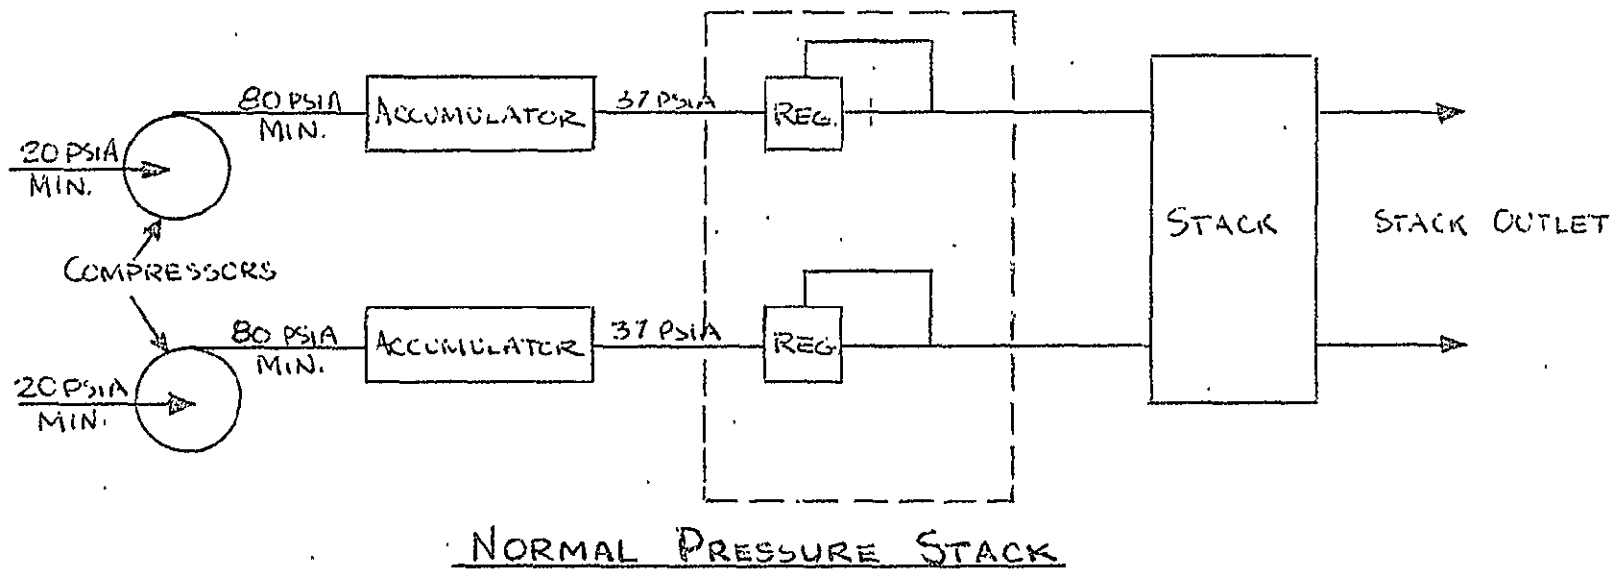 80 PSIA
MIN.
ACCUMULATOR
37 PSIA
REG.
20 PSIA
MIN.
STACK
STACK OUTLET
COMPRESSORS
80 PSIA
MIN.
ACCUMULATOR
37 PSIA
REG
20 PSIA
MIN.
NORMAL PRESSURE STACK